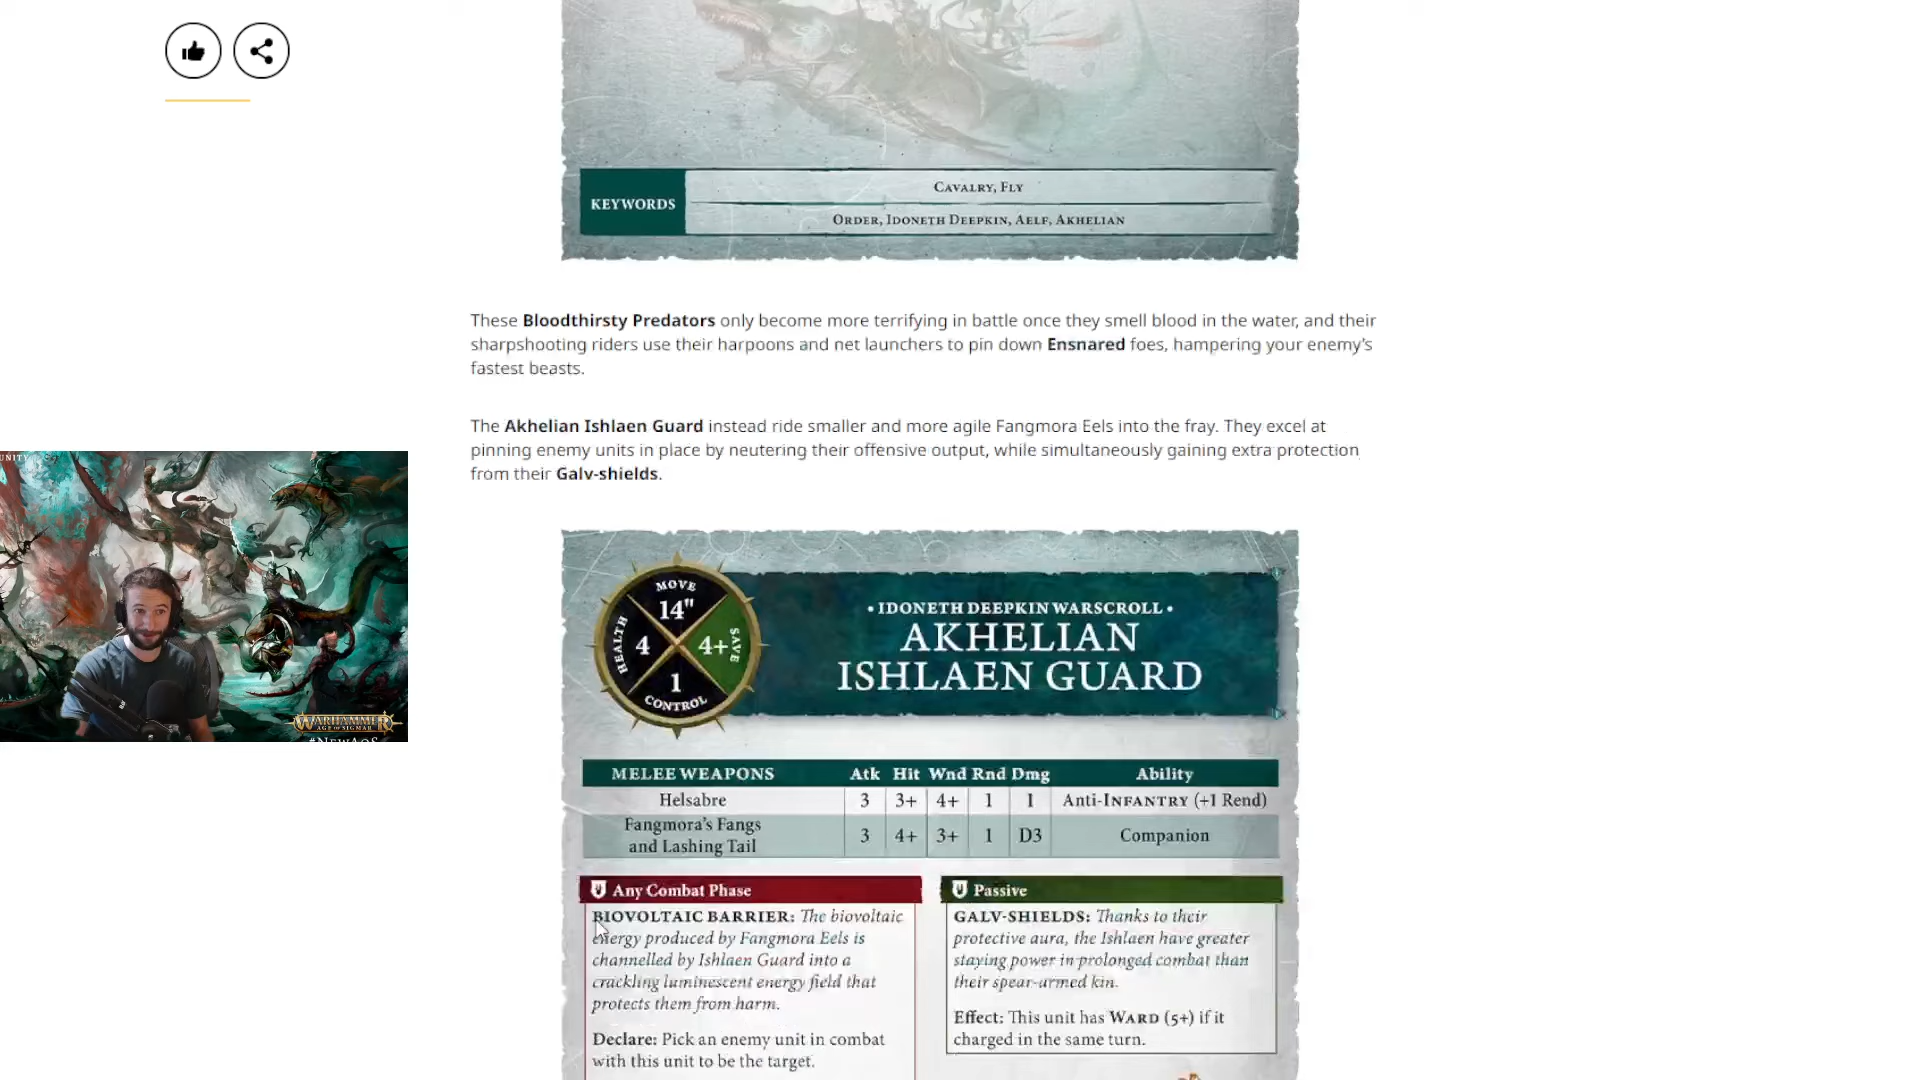 KEYWORDS
CAVALRY, FLY
ORDER, IDONETH DEEPKIN, AELF, AKHELIAN
These Bloodthirsty Predators only become more terrifying in battle once they smell blood in the water, and their
sharpshooting riders use their harpoons and net launchers to pin down Ensnared foes, hampering your enemy's
fastest beasts.
The Akhelian Ishlaen Guard instead ride smaller and more agile Fangmora Eels into the fray. They excel at
pinning enemy units in place by neutering their offensive output, while simultaneously gaining extra protection
from their Galv-shields.
UNITY
WARHAMMER
AGE OF SIGMAR
#NEWAOS
MOVE
14"
HEALTH
4
4+
SAVE
1
CONTROL
• IDONETH DEEPKIN WARSCROLL •
AKHELIAN
ISHLAEN GUARD
MELEE WEAPONS Atk Hit Wnd Rnd Dmg Ability
Helsabre 3 3+ 4+ 1 1 Anti-INFANTRY (+1 Rend)
Fangmora's Fangs
and Lashing Tail 3 4+ 3+ 1 D3 Companion
Any Combat Phase
BIOVOLTAIC BARRIER: The biovoltaic
energy produced by Fangmora Eels is
channelled by Ishlaen Guard into a
crackling luminescent energy field that
protects them from harm.
Declare: Pick an enemy unit in combat
with this unit to be the target.
Passive
GALV-SHIELDS: Thanks to their
protective aura, the Ishlaen have greater
staying power in prolonged combat than
their spear-armed kin.
Effect: This unit has WARD (5+) if it
charged in the same turn.